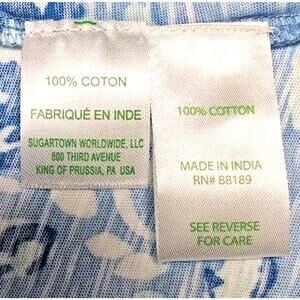 100% COTON
FABRIQUÉ EN INDE
SUGARTOWN WORLDWIDE, LLC
800 THIRD AVENUE
KING OF PRUSSIA, PA USA
100% COTTON
MADE IN INDIA
RN# 88189
SEE REVERSE
FOR CARE